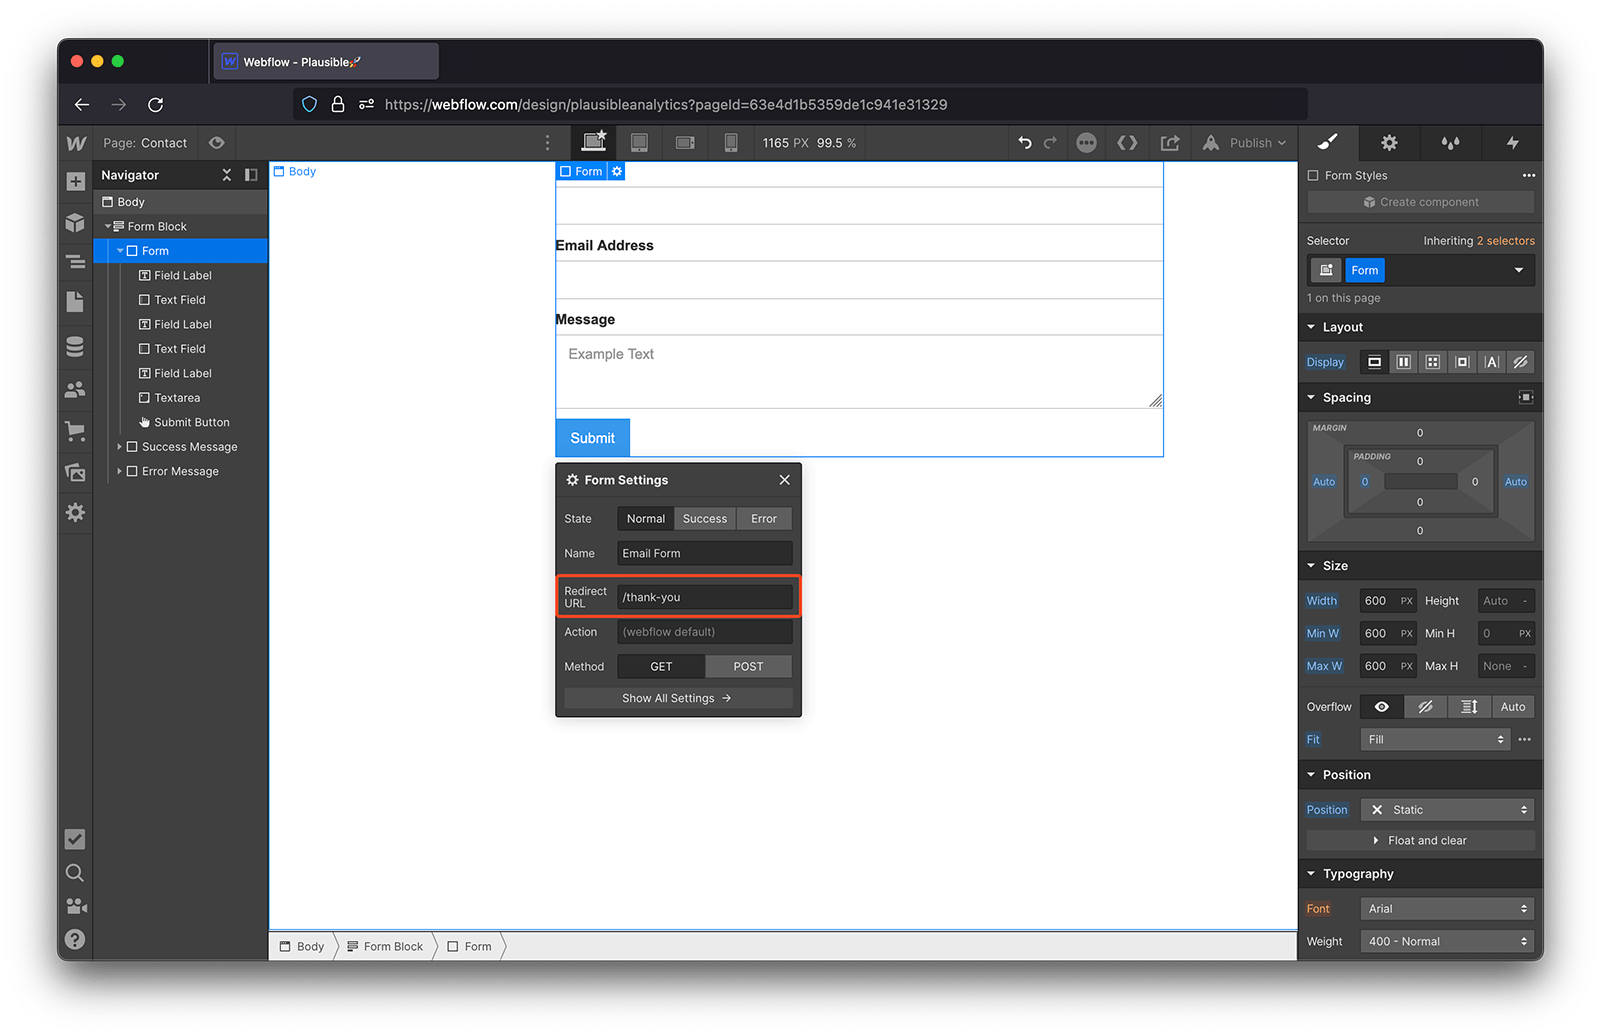 Webflow - Plausible🚀
https://webflow.com/design/plausibleanalytics?pageId=63e4d1b5359de1c941e31329
Page: Contact
1165 PX 99.5 %
Publish
Navigator
Body
Form Block
Form
Field Label
Text Field
Field Label
Text Field
Field Label
Textarea
Submit Button
Success Message
Error Message
Body
Form
Email Address
Message
Example Text
Submit
Form Settings
State Normal Success Error
Name Email Form
Redirect
URL
/thank-you
Action (webflow default)
Method GET POST
Show All Settings →
Body Form Block Form
Form Styles
Create component
Selector Inheriting 2 selectors
Form
1 on this page
Layout
Display
Spacing
MARGIN
0
PADDING
0
Auto 0 0 Auto
0
0
Size
Width 600 PX Height Auto -
Min W 600 PX Min H 0 PX
Max W 600 PX Max H None -
Overflow Auto
Fit Fill
Position
Position Static
Float and clear
Typography
Font Arial
Weight 400 - Normal